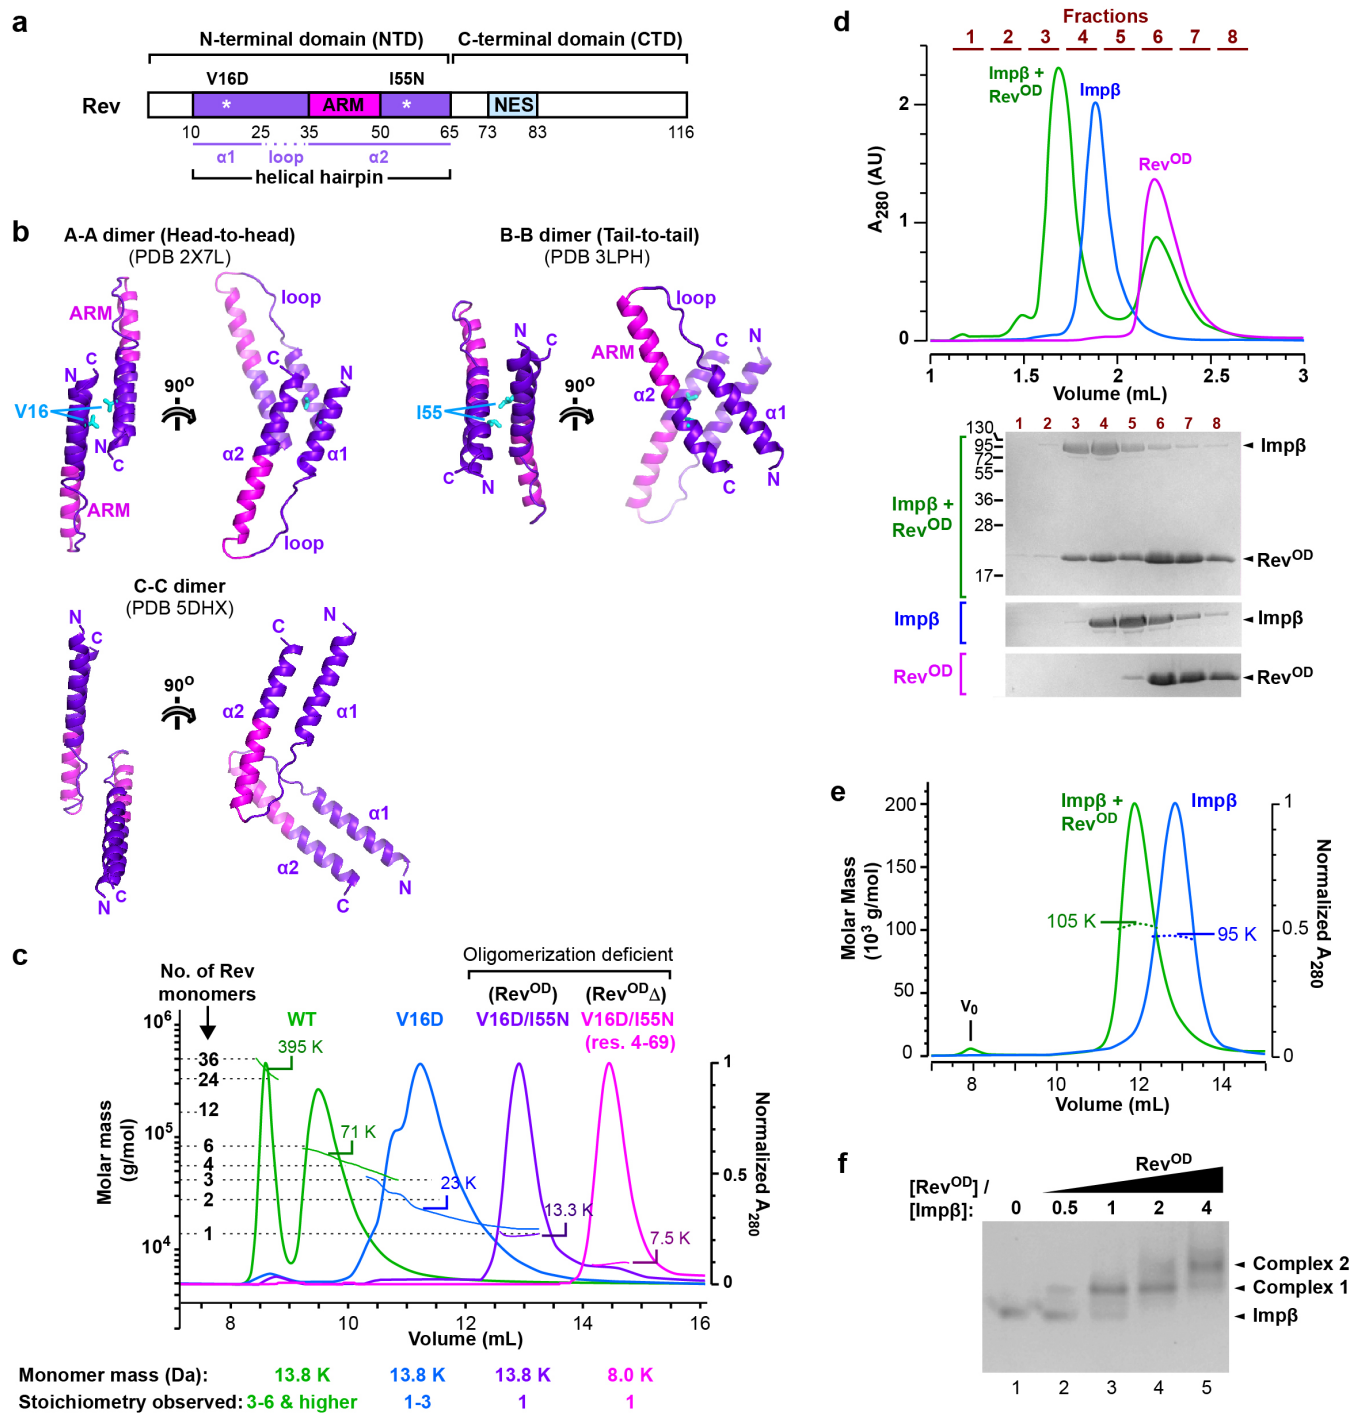 a
N-terminal domain (NTD) C-terminal domain (CTD)
V16D I55N
Rev * ARM * NES
10 25 35 50 65 73 83 116
α1 loop α2
helical hairpin
b
A-A dimer (Head-to-head)
(PDB 2X7L)
ARM
N C
V16
N C
ARM
90º
loop
C N
α2 α1
loop
B-B dimer (Tail-to-tail)
(PDB 3LPH)
N C
I55
C N
90º
loop
ARM
C N
α2 α1
C N
C-C dimer
(PDB 5DHX)
N
C
N C
90º
C N
α2 α1
α1
α2
N
C
c
Oligomerization deficient
No. of Rev
monomers
(Rev^OD) (Rev^OD Δ)
WT V16D V16D/I55N V16D/I55N
(res. 4-69)
10^6
10^5
10^4
Molar mass
(g/mol)
36
24
12
6
4
3
2
1
395 K
71 K
23 K
13.3 K
7.5 K
1
0.5
0
Normalized A280
8 10 12 14 16
Volume (mL)
Monomer mass (Da): 13.8 K 13.8 K 13.8 K 8.0 K
Stoichiometry observed: 3-6 & higher 1-3 1 1
d
Fractions
1 2 3 4 5 6 7 8
Impβ +
Rev^OD
Impβ
Rev^OD
A280 (AU)
2
1
0
1 1.5 2 2.5 3
Volume (mL)
1 2 3 4 5 6 7 8
130
95
72
55
36
28
17
Impβ +
Rev^OD
Impβ
Rev^OD
Impβ
Impβ
Rev^OD
Rev^OD
e
Impβ +
Rev^OD
Impβ
200
150
100
50
0
Molar Mass
(10^3 g/mol)
105 K
95 K
V0
1
0.5
0
Normalized A280
8 10 12 14
Volume (mL)
f
Rev^OD
[Rev^OD] /
[Impβ]: 0 0.5 1 2 4
Complex 2
Complex 1
Impβ
1 2 3 4 5